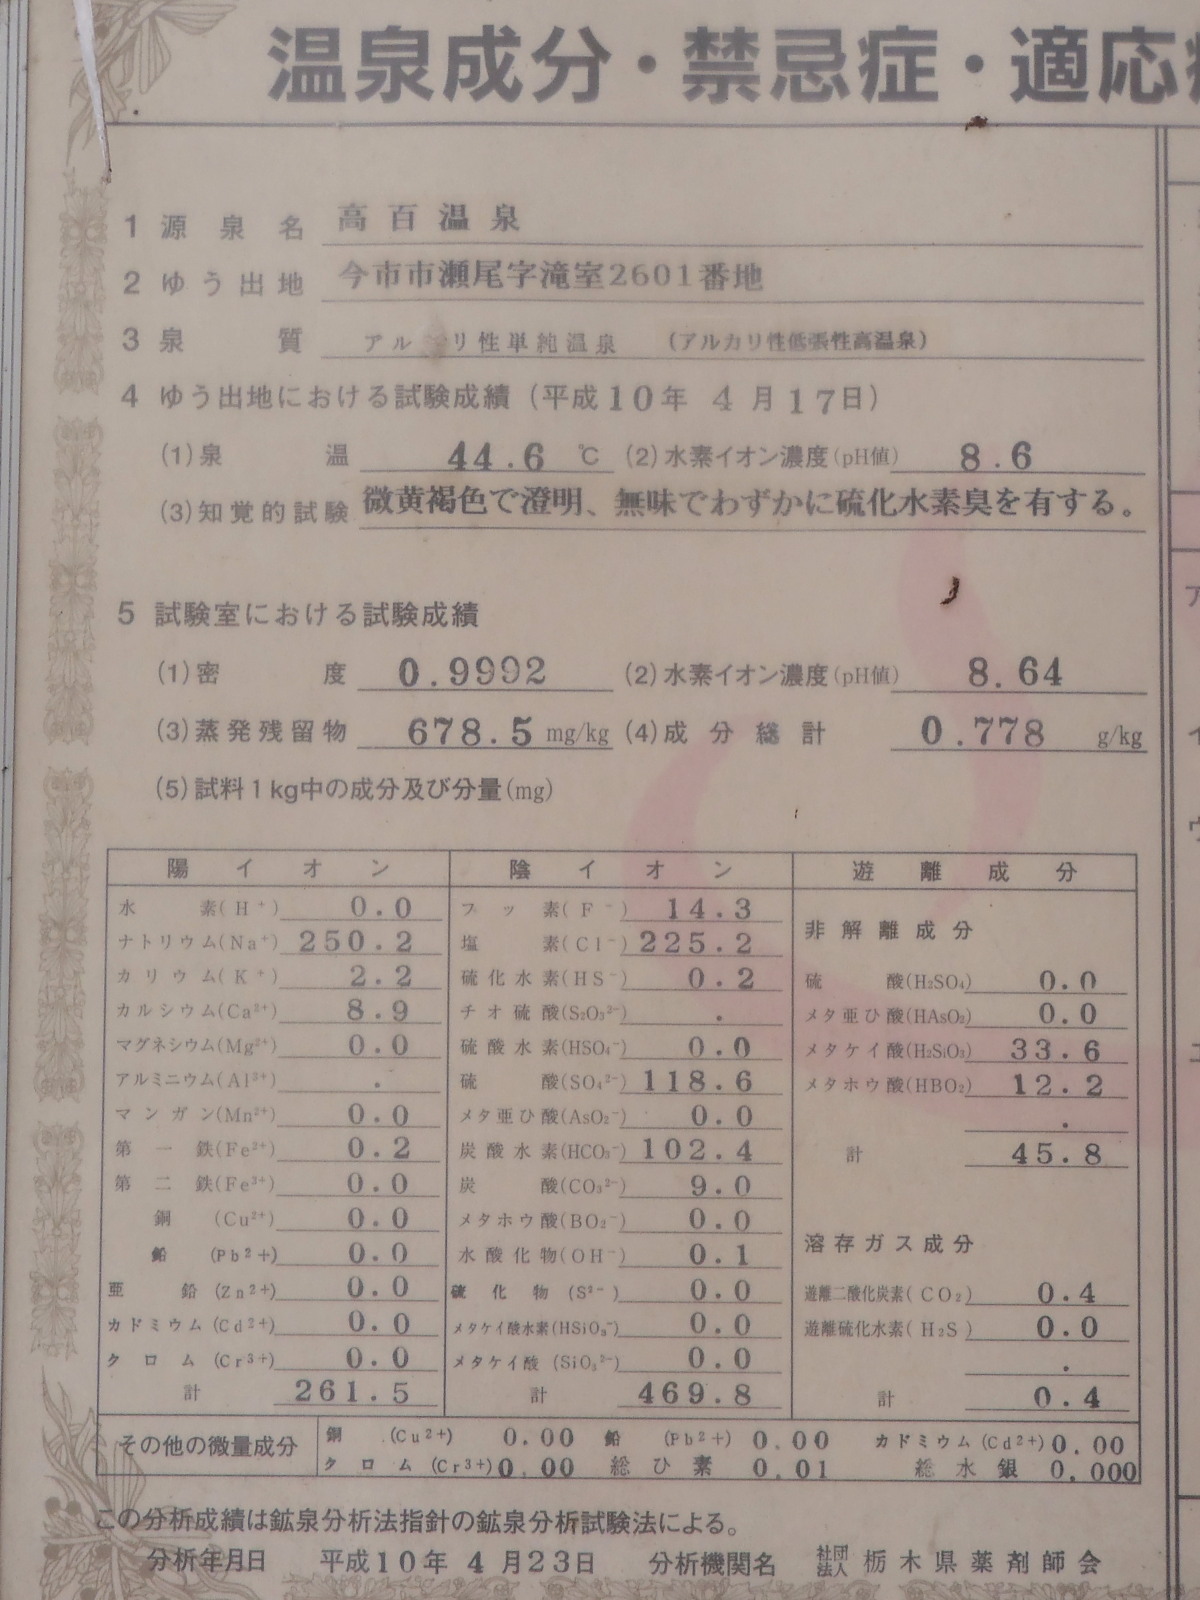 温泉成分・禁忌症・適応
1 源泉名 高百温泉
2 ゆう出地 今市市瀬尾字滝室2601番地
3 泉質 アルカリ性単純温泉 (アルカリ性低張性高温泉)
4 ゆう出地における試験成績(平成10年 4月17日)
(1)泉温 44.6 ℃ (2)水素イオン濃度(pH値) 8.6
(3)知覚的試験 微黄褐色で澄明、無味でわずかに硫化水素臭を有する。
5 試験室における試験成績
(1)密度 0.9992 (2)水素イオン濃度(pH値) 8.64
(3)蒸発残留物 678.5 mg/kg (4)成分総計 0.778 g/kg
(5)試料1kg中の成分及び分量(mg)
陽イオン
水素(H⁺) 0.0
ナトリウム(Na⁺) 250.2
カリウム(K⁺) 2.2
カルシウム(Ca²⁺) 8.9
マグネシウム(Mg²⁺) 0.0
アルミニウム(Al³⁺) .
マンガン(Mn²⁺) 0.0
第一鉄(Fe²⁺) 0.2
第二鉄(Fe³⁺) 0.0
銅(Cu²⁺) 0.0
鉛(Pb²⁺) 0.0
亜鉛(Zn²⁺) 0.0
カドミウム(Cd²⁺) 0.0
クロム(Cr³⁺) 0.0
計 261.5
陰イオン
フッ素(F⁻) 14.3
塩素(Cl⁻) 225.2
硫化水素(HS⁻) 0.2
チオ硫酸(S₂O₃²⁻) .
硫酸水素(HSO₄⁻) 0.0
硫酸(SO₄²⁻) 118.6
メタ亜ひ酸(AsO₂⁻) 0.0
炭酸水素(HCO₃⁻) 102.4
炭酸(CO₃²⁻) 9.0
メタホウ酸(BO₂⁻) 0.0
水酸化物(OH⁻) 0.1
硫化物(S²⁻) 0.0
メタケイ酸水素(HSiO₃⁻) 0.0
メタケイ酸(SiO₃²⁻) 0.0
計 469.8
遊離成分
非解離成分
硫酸(H₂SO₄) 0.0
メタ亜ひ酸(HAsO₂) 0.0
メタケイ酸(H₂SiO₃) 33.6
メタホウ酸(HBO₂) 12.2
.
計 45.8
溶存ガス成分
遊離二酸化炭素(CO₂) 0.4
遊離硫化水素(H₂S) 0.0
.
計 0.4
その他の微量成分
銅(Cu²⁺) 0.00 鉛(Pb²⁺) 0.00 カドミウム(Cd²⁺) 0.00
クロム(Cr³⁺) 0.00 総ひ素 0.01 総水銀 0.000
この分析成績は鉱泉分析法指針の鉱泉分析試験法による。
分析年月日 平成10年 4月23日 分析機関名 社団法人 栃木県薬剤師会